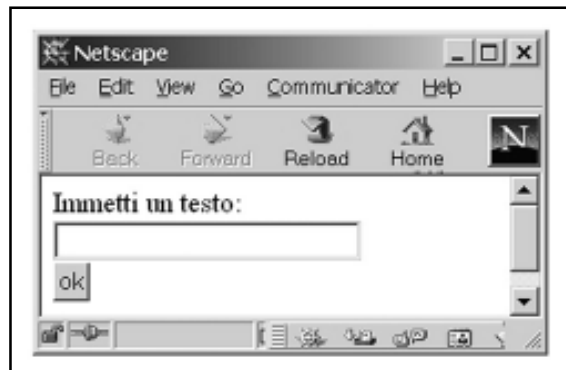 Netscape
File Edit View Go Communicator Help
Back Forward Reload Home
N
Immetti un testo:
ok